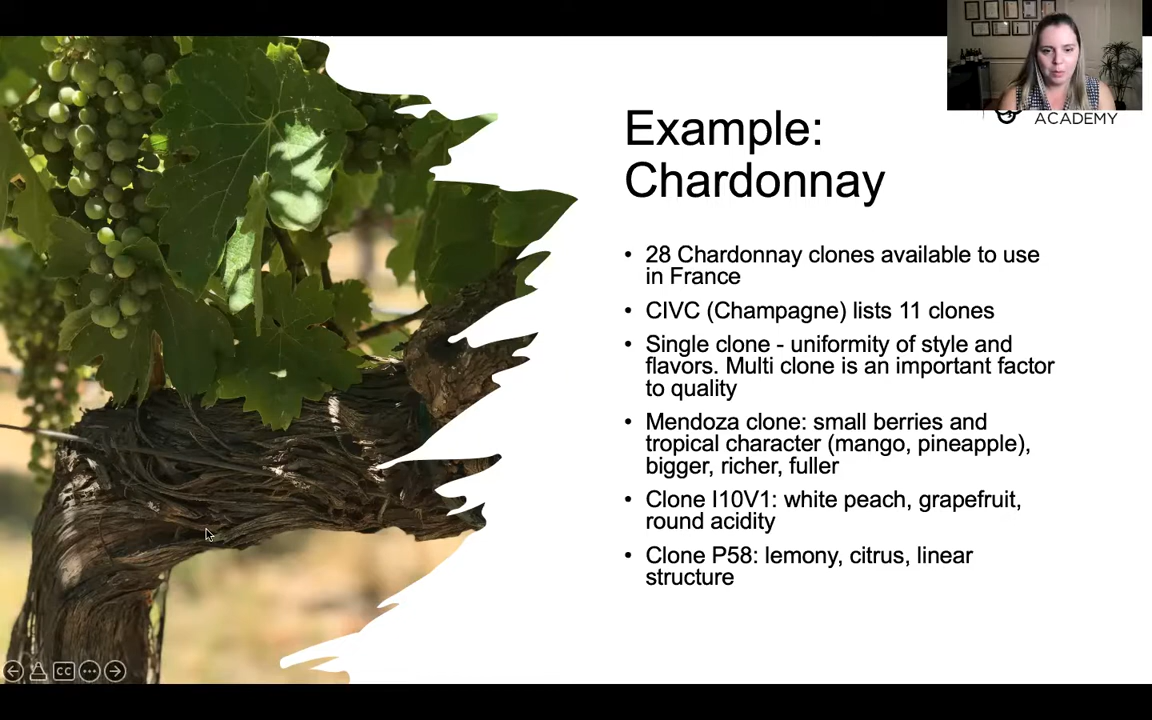 ACADEMY
Example:
Chardonnay
• 28 Chardonnay clones available to use
in France
• CIVC (Champagne) lists 11 clones
• Single clone - uniformity of style and
flavors. Multi clone is an important factor
to quality
• Mendoza clone: small berries and
tropical character (mango, pineapple),
bigger, richer, fuller
• Clone I10V1: white peach, grapefruit,
round acidity
• Clone P58: lemony, citrus, linear
structure
CC